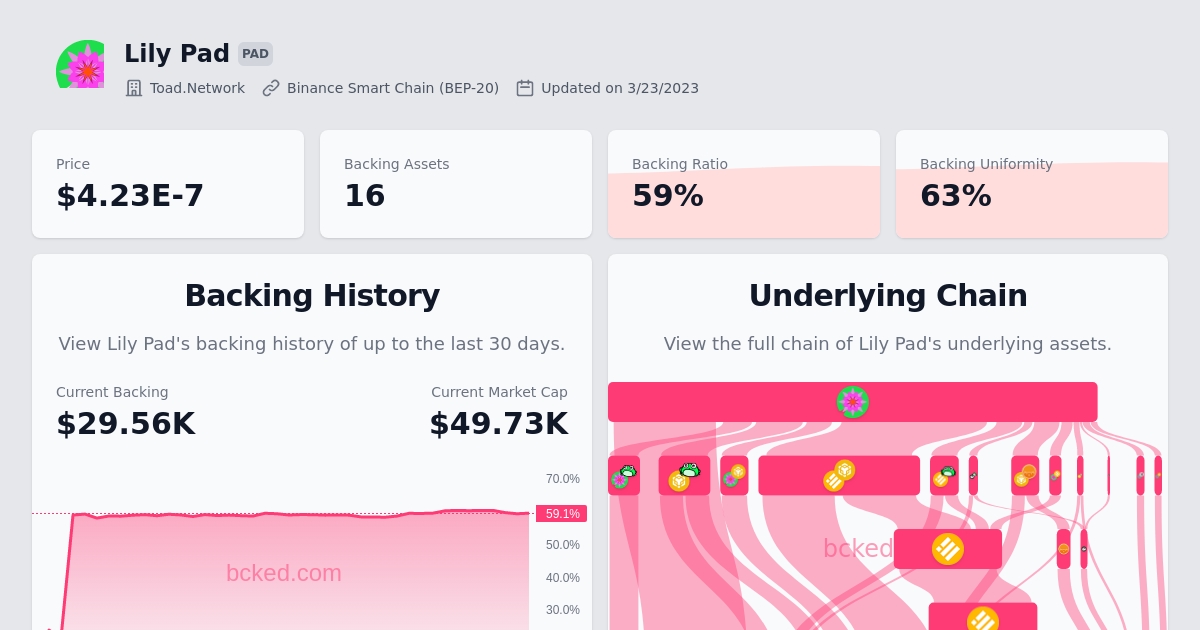 Lily Pad PAD
Toad.Network Binance Smart Chain (BEP-20) Updated on 3/23/2023
Price
$4.23E-7
Backing Assets
16
Backing Ratio
59%
Backing Uniformity
63%
Backing History
View Lily Pad's backing history of up to the last 30 days.
Current Backing
$29.56K
Current Market Cap
$49.73K
70.0%
59.1%
50.0%
40.0%
30.0%
bcked.com
Underlying Chain
View the full chain of Lily Pad's underlying assets.
bcked